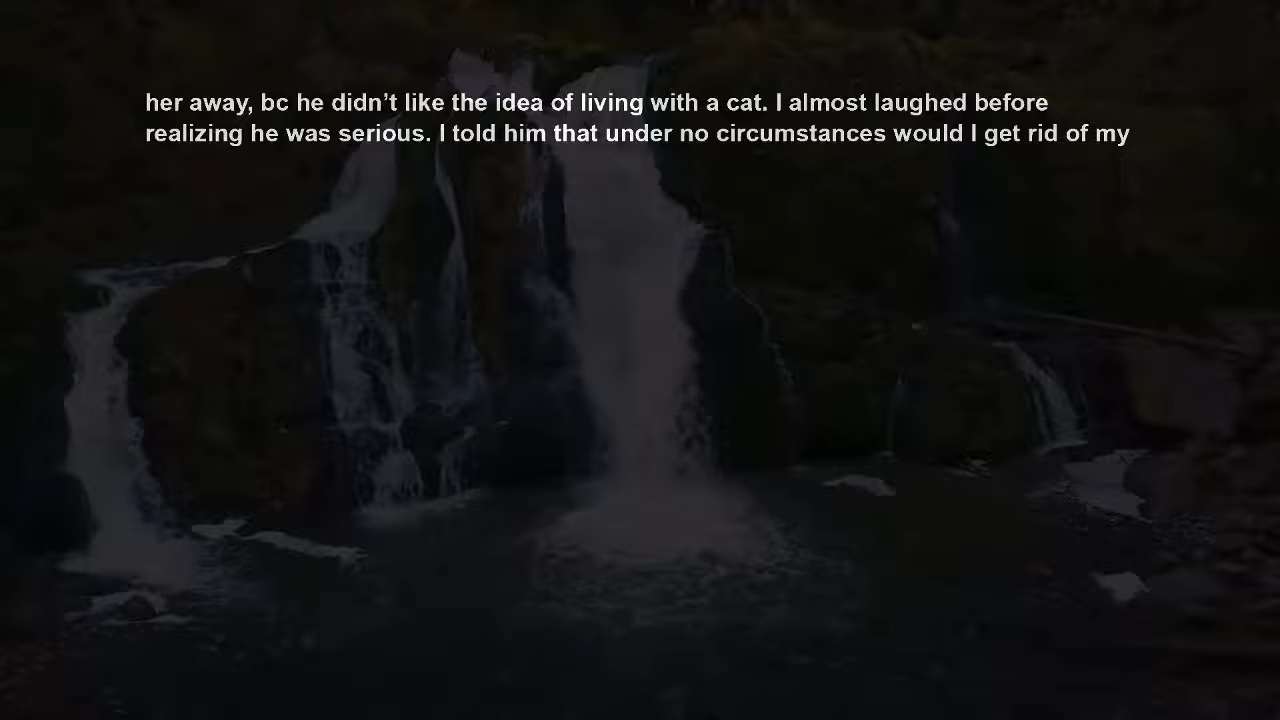 her away, bc he didn’t like the idea of living with a cat. I almost laughed before
realizing he was serious. I told him that under no circumstances would I get rid of my